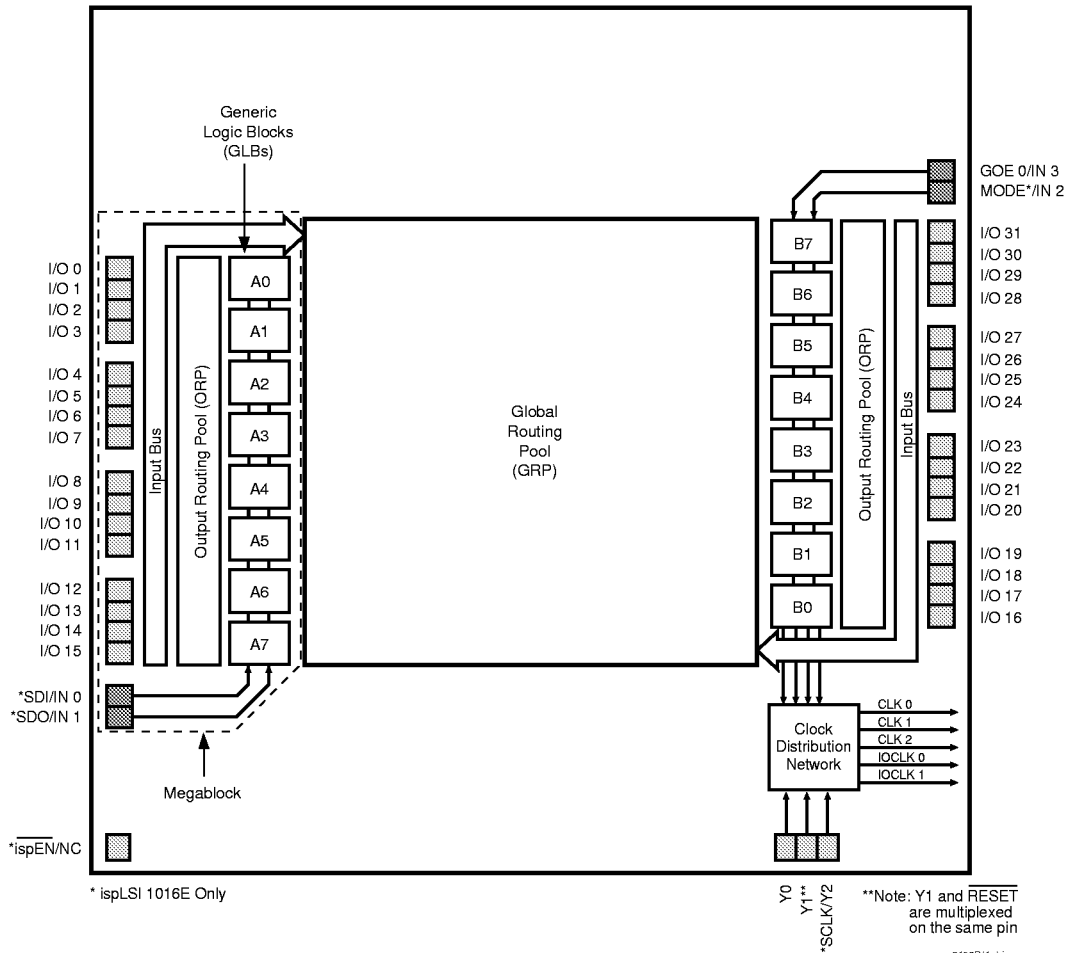 Generic
Logic Blocks
(GLBs)
GOE 0/IN 3
MODE*/IN 2
I/O 0
I/O 1
I/O 2
I/O 3
I/O 4
I/O 5
I/O 6
I/O 7
I/O 8
I/O 9
I/O 10
I/O 11
I/O 12
I/O 13
I/O 14
I/O 15
*SDI/IN 0
*SDO/IN 1
Input Bus
Output Routing Pool (ORP)
A0
A1
A2
A3
A4
A5
A6
A7
Megablock
Global
Routing
Pool
(GRP)
B7
B6
B5
B4
B3
B2
B1
B0
Output Routing Pool (ORP)
Input Bus
I/O 31
I/O 30
I/O 29
I/O 28
I/O 27
I/O 26
I/O 25
I/O 24
I/O 23
I/O 22
I/O 21
I/O 20
I/O 19
I/O 18
I/O 17
I/O 16
Clock
Distribution
Network
CLK 0
CLK 1
CLK 2
IOCLK 0
IOCLK 1
*ispEN/NC
* ispLSI 1016E Only
Y0
Y1**
*SCLK/Y2
**Note: Y1 and RESET
are multiplexed
on the same pin